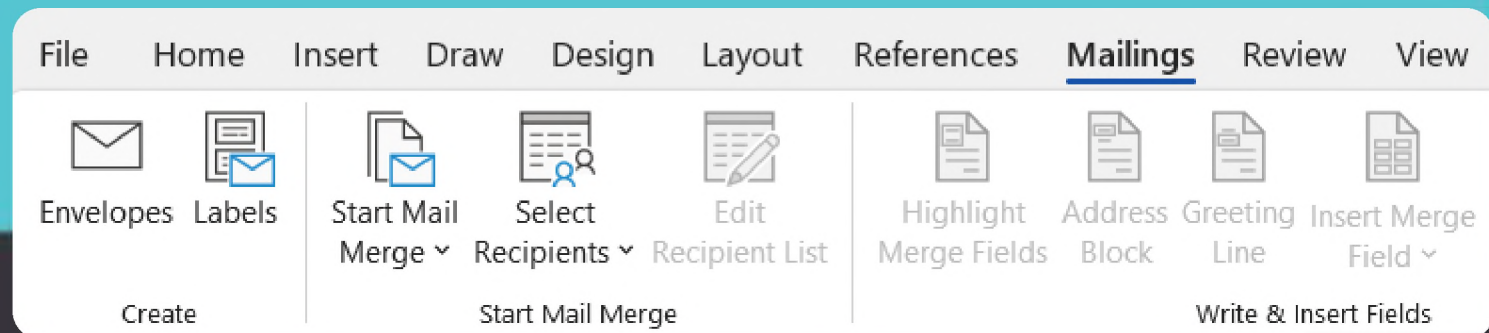 File Home Insert Draw Design Layout References Mailings Review View
Envelopes Labels Start Mail Merge Select Recipients Edit Recipient List Highlight Merge Fields Address Block Greeting Line Insert Merge Field
Create Start Mail Merge Write & Insert Fields